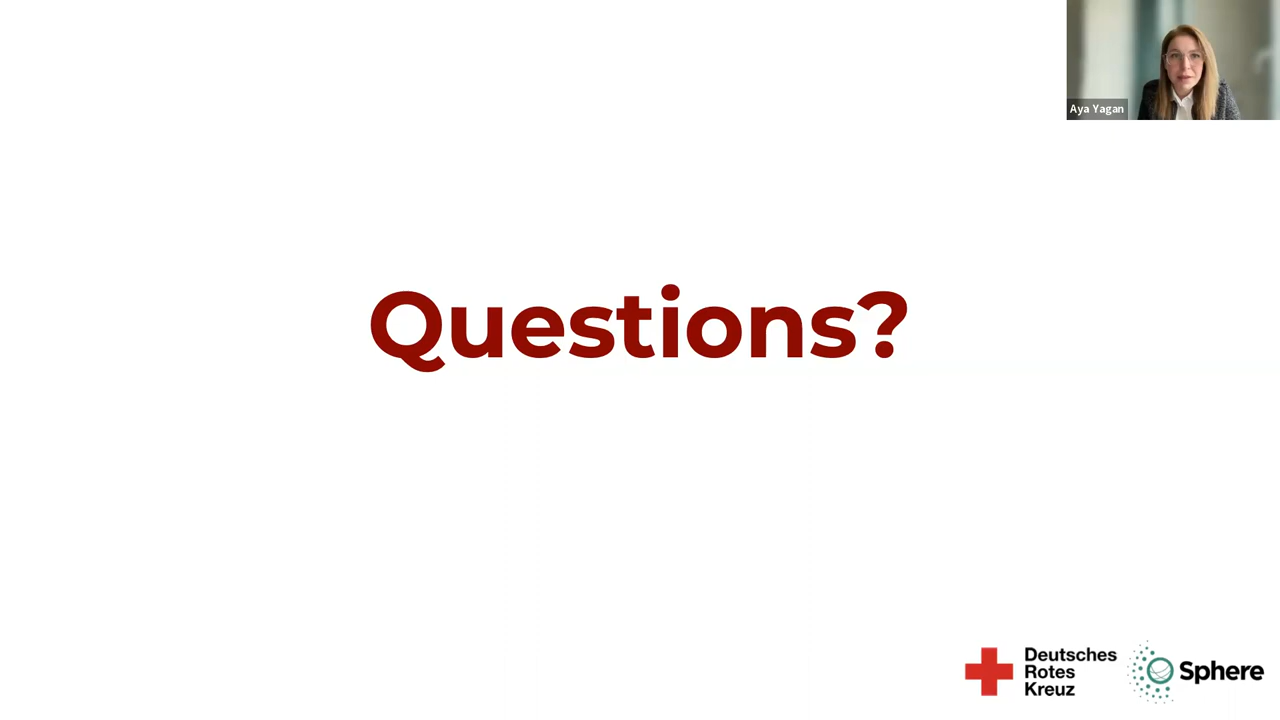 Aya Yagan
Questions?
Deutsches
Rotes
Kreuz
Sphere